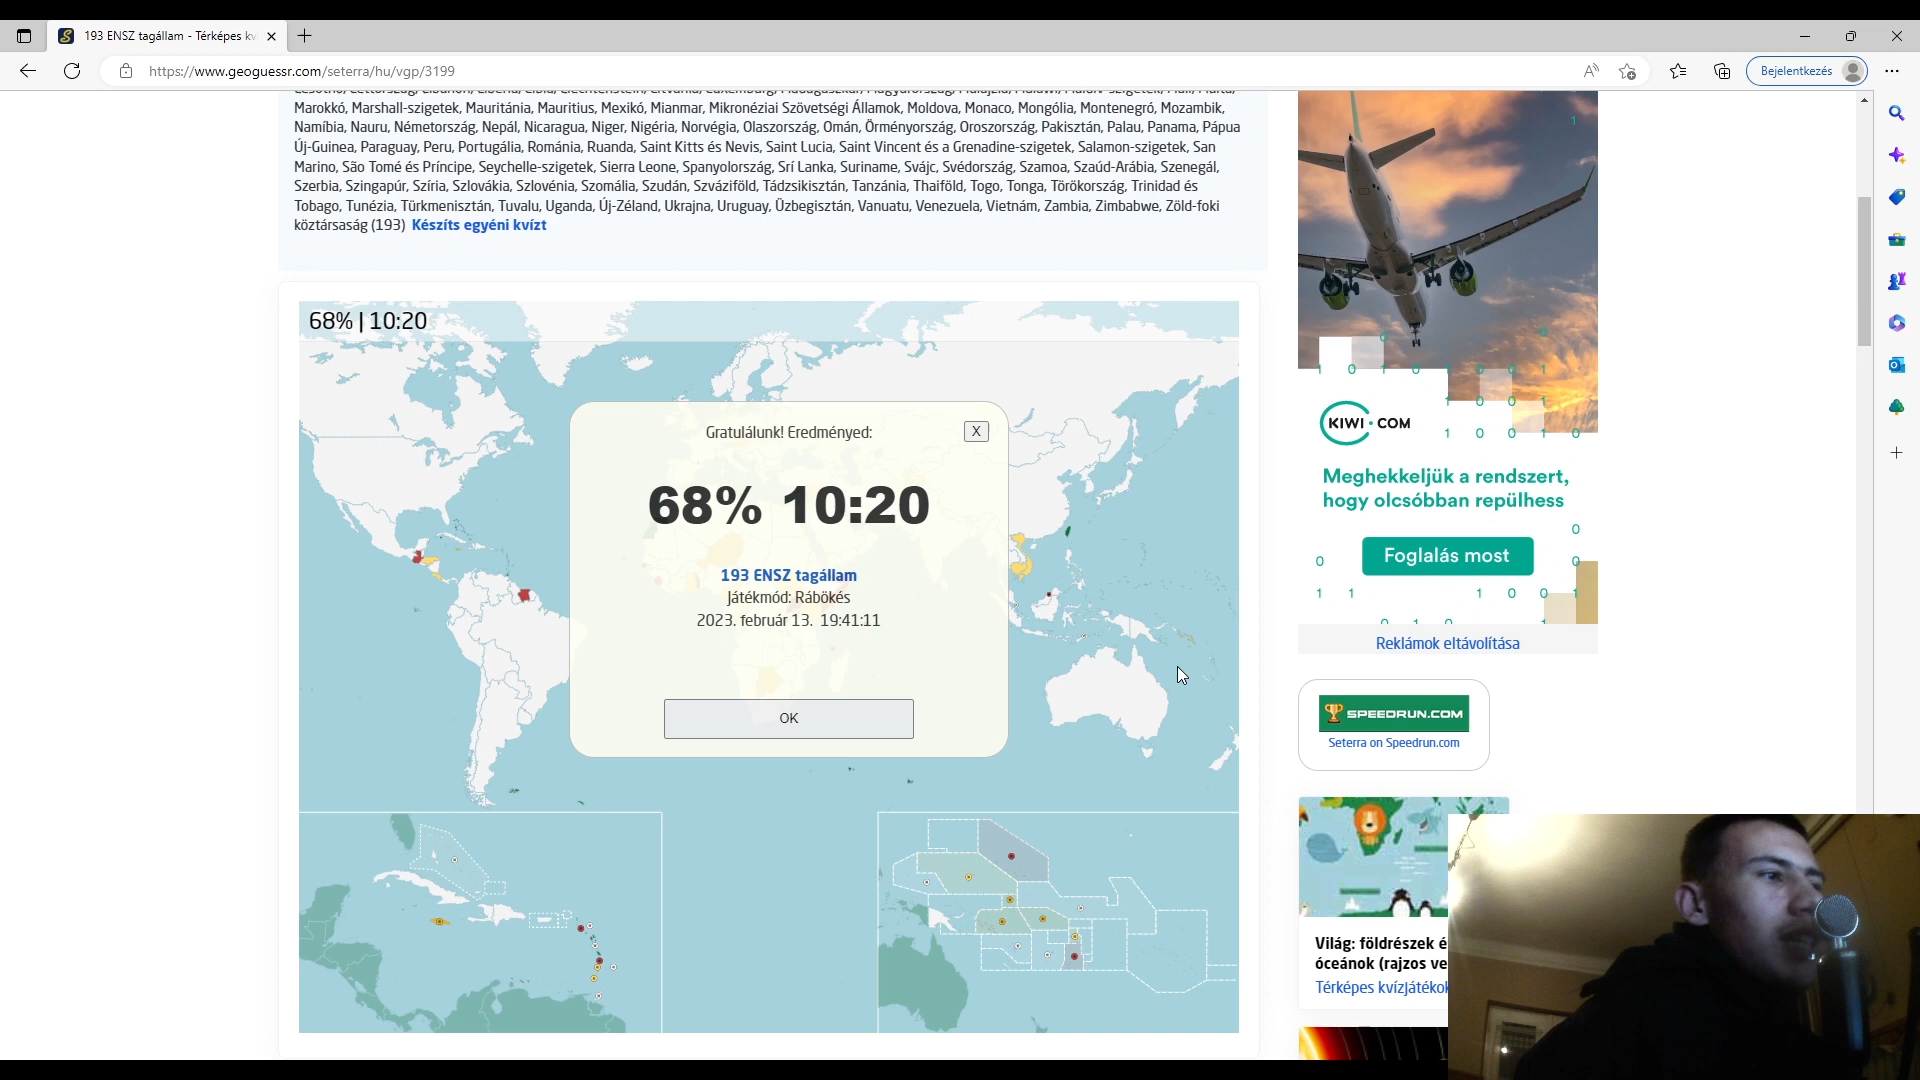 193 ENSZ tagállam - Térképes kv
https://www.geoguessr.com/seterra/hu/vgp/3199
Bejelentkezés
Marokkó, Marshall-szigetek, Mauritánia, Mauritius, Mexikó, Mianmar, Mikronéziai Szövetségi Államok, Moldova, Monaco, Mongólia, Montenegró, Mozambik,
Namíbia, Nauru, Németország, Nepál, Nicaragua, Niger, Nigéria, Norvégia, Olaszország, Omán, Örményország, Oroszország, Pakisztán, Palau, Panama, Pápua
Új-Guinea, Paraguay, Peru, Portugália, Románia, Ruanda, Saint Kitts és Nevis, Saint Lucia, Saint Vincent és a Grenadine-szigetek, Salamon-szigetek, San
Marino, São Tomé és Príncipe, Seychelle-szigetek, Sierra Leone, Spanyolország, Srí Lanka, Suriname, Svájc, Svédország, Szamoa, Szaúd-Arábia, Szenegál,
Szerbia, Szingapúr, Szíria, Szlovákia, Szlovénia, Szomália, Szudán, Szváziföld, Tádzsikisztán, Tanzánia, Thaiföld, Togo, Tonga, Törökország, Trinidad és
Tobago, Tunézia, Türkmenisztán, Tuvalu, Uganda, Új-Zéland, Ukrajna, Uruguay, Üzbegisztán, Vanuatu, Venezuela, Vietnám, Zambia, Zimbabwe, Zöld-foki
köztársaság (193) Készíts egyéni kvízt
68% | 10:20
Gratulálunk! Eredményed:
X
68% 10:20
193 ENSZ tagállam
Játékmód: Rábökés
2023. február 13. 19:41:11
OK
KIWI.COM
Meghekkeljük a rendszert,
hogy olcsóbban repülhess
Foglalás most
Reklámok eltávolítása
SPEEDRUN.COM
Seterra on Speedrun.com
Világ: földrészek é
óceánok (rajzos ve
Térképes kvízjátékok